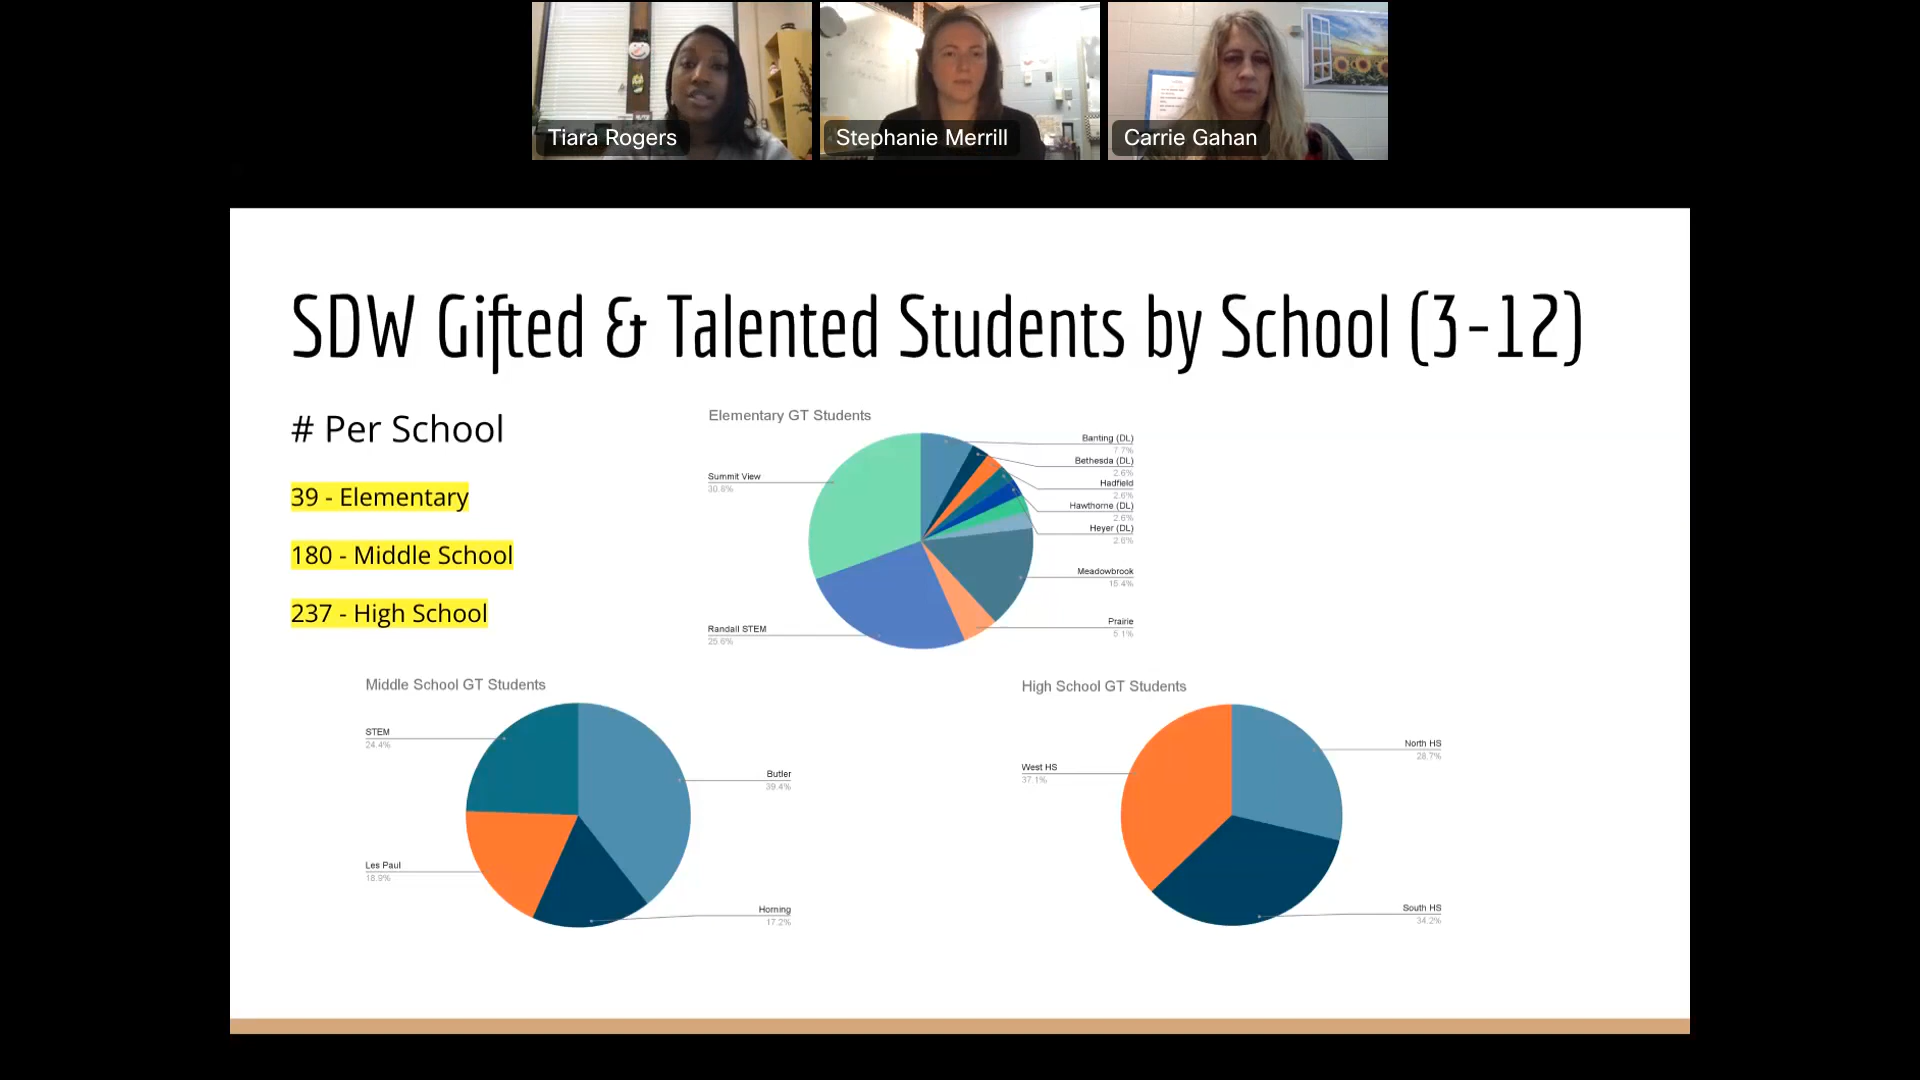 Tiara Rogers
Stephanie Merrill
Carrie Gahan
SDW Gifted & Talented Students by School (3-12)
# Per School
39 - Elementary
180 - Middle School
237 - High School
Elementary GT Students
Summit View
30.8%
Randall STEM
25.6%
Banting (DL)
7.7%
Bethesda (DL)
2.6%
Hadfield
2.6%
Hawthorne (DL)
2.6%
Heyer (DL)
2.6%
Meadowbrook
15.4%
Prairie
5.1%
Middle School GT Students
STEM
24.4%
Les Paul
18.9%
Butler
39.4%
Horning
17.2%
High School GT Students
West HS
37.1%
North HS
28.7%
South HS
34.2%